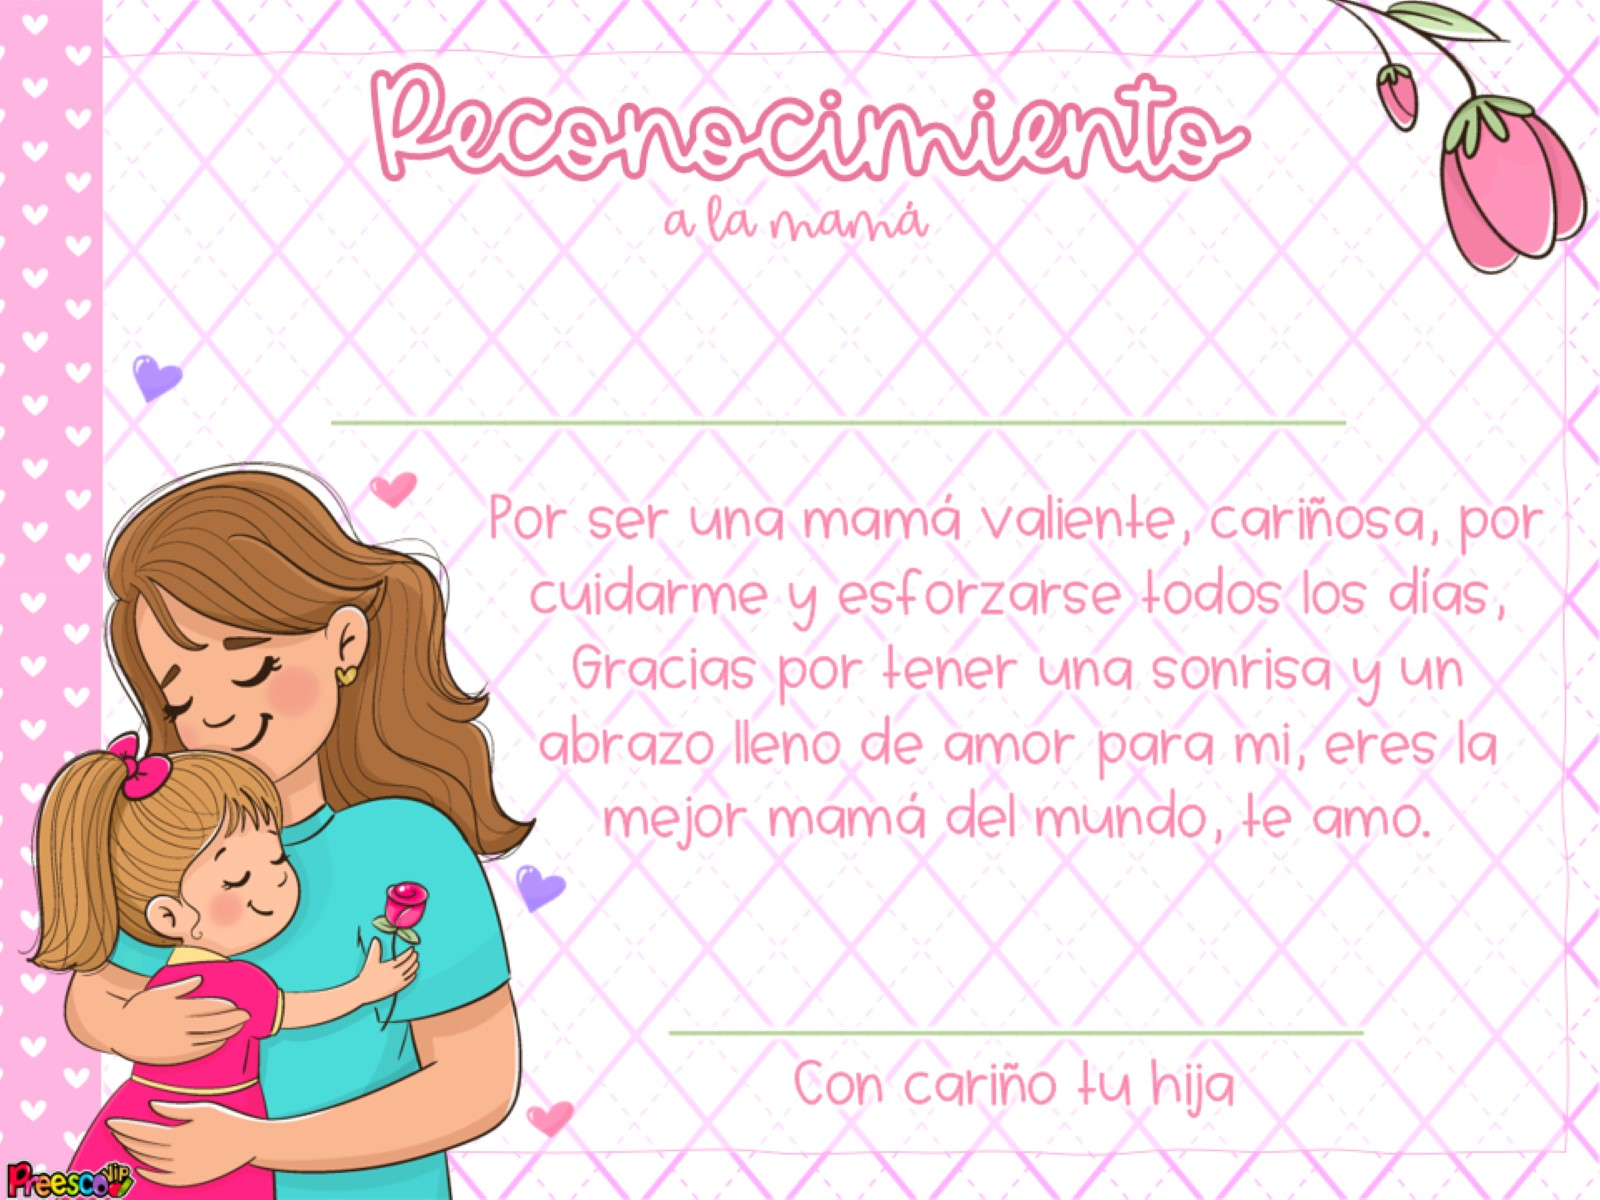 Reconocimiento
a la mamá
Por ser una mamá valiente, cariñosa, por
cuidarme y esforzarse todos los días,
Gracias por tener una sonrisa y un
abrazo lleno de amor para mi, eres la
mejor mamá del mundo, te amo.
Con cariño tu hija
Preesco vip